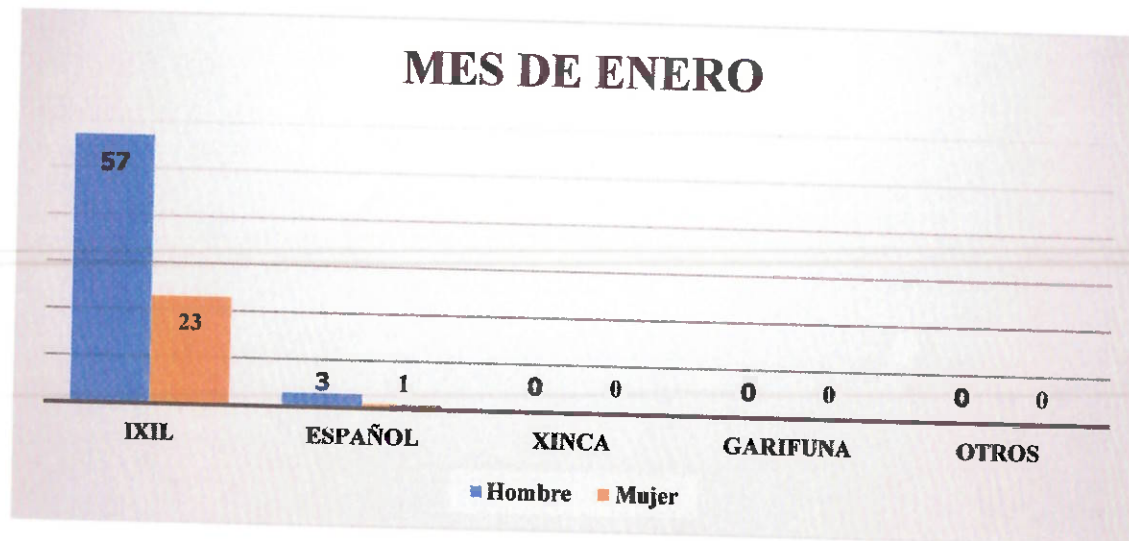 MES DE ENERO
57
23
3 1 0 0 0 0 0 0
IXIL ESPAÑOL XINCA GARIFUNA OTROS
Hombre Mujer